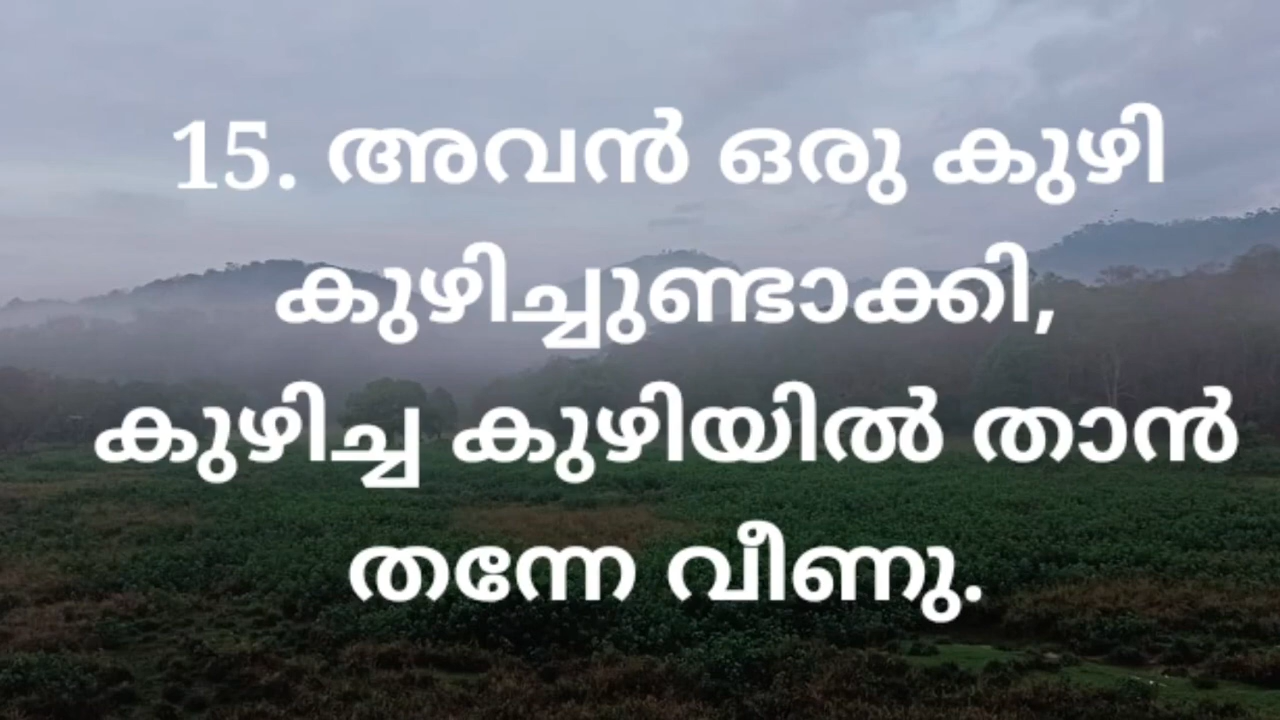 15. അവൻ ഒരു കുഴി
കുഴിച്ചുണ്ടാക്കി,
കുഴിച്ച കുഴിയിൽ താൻ
തന്നേ വീണു.